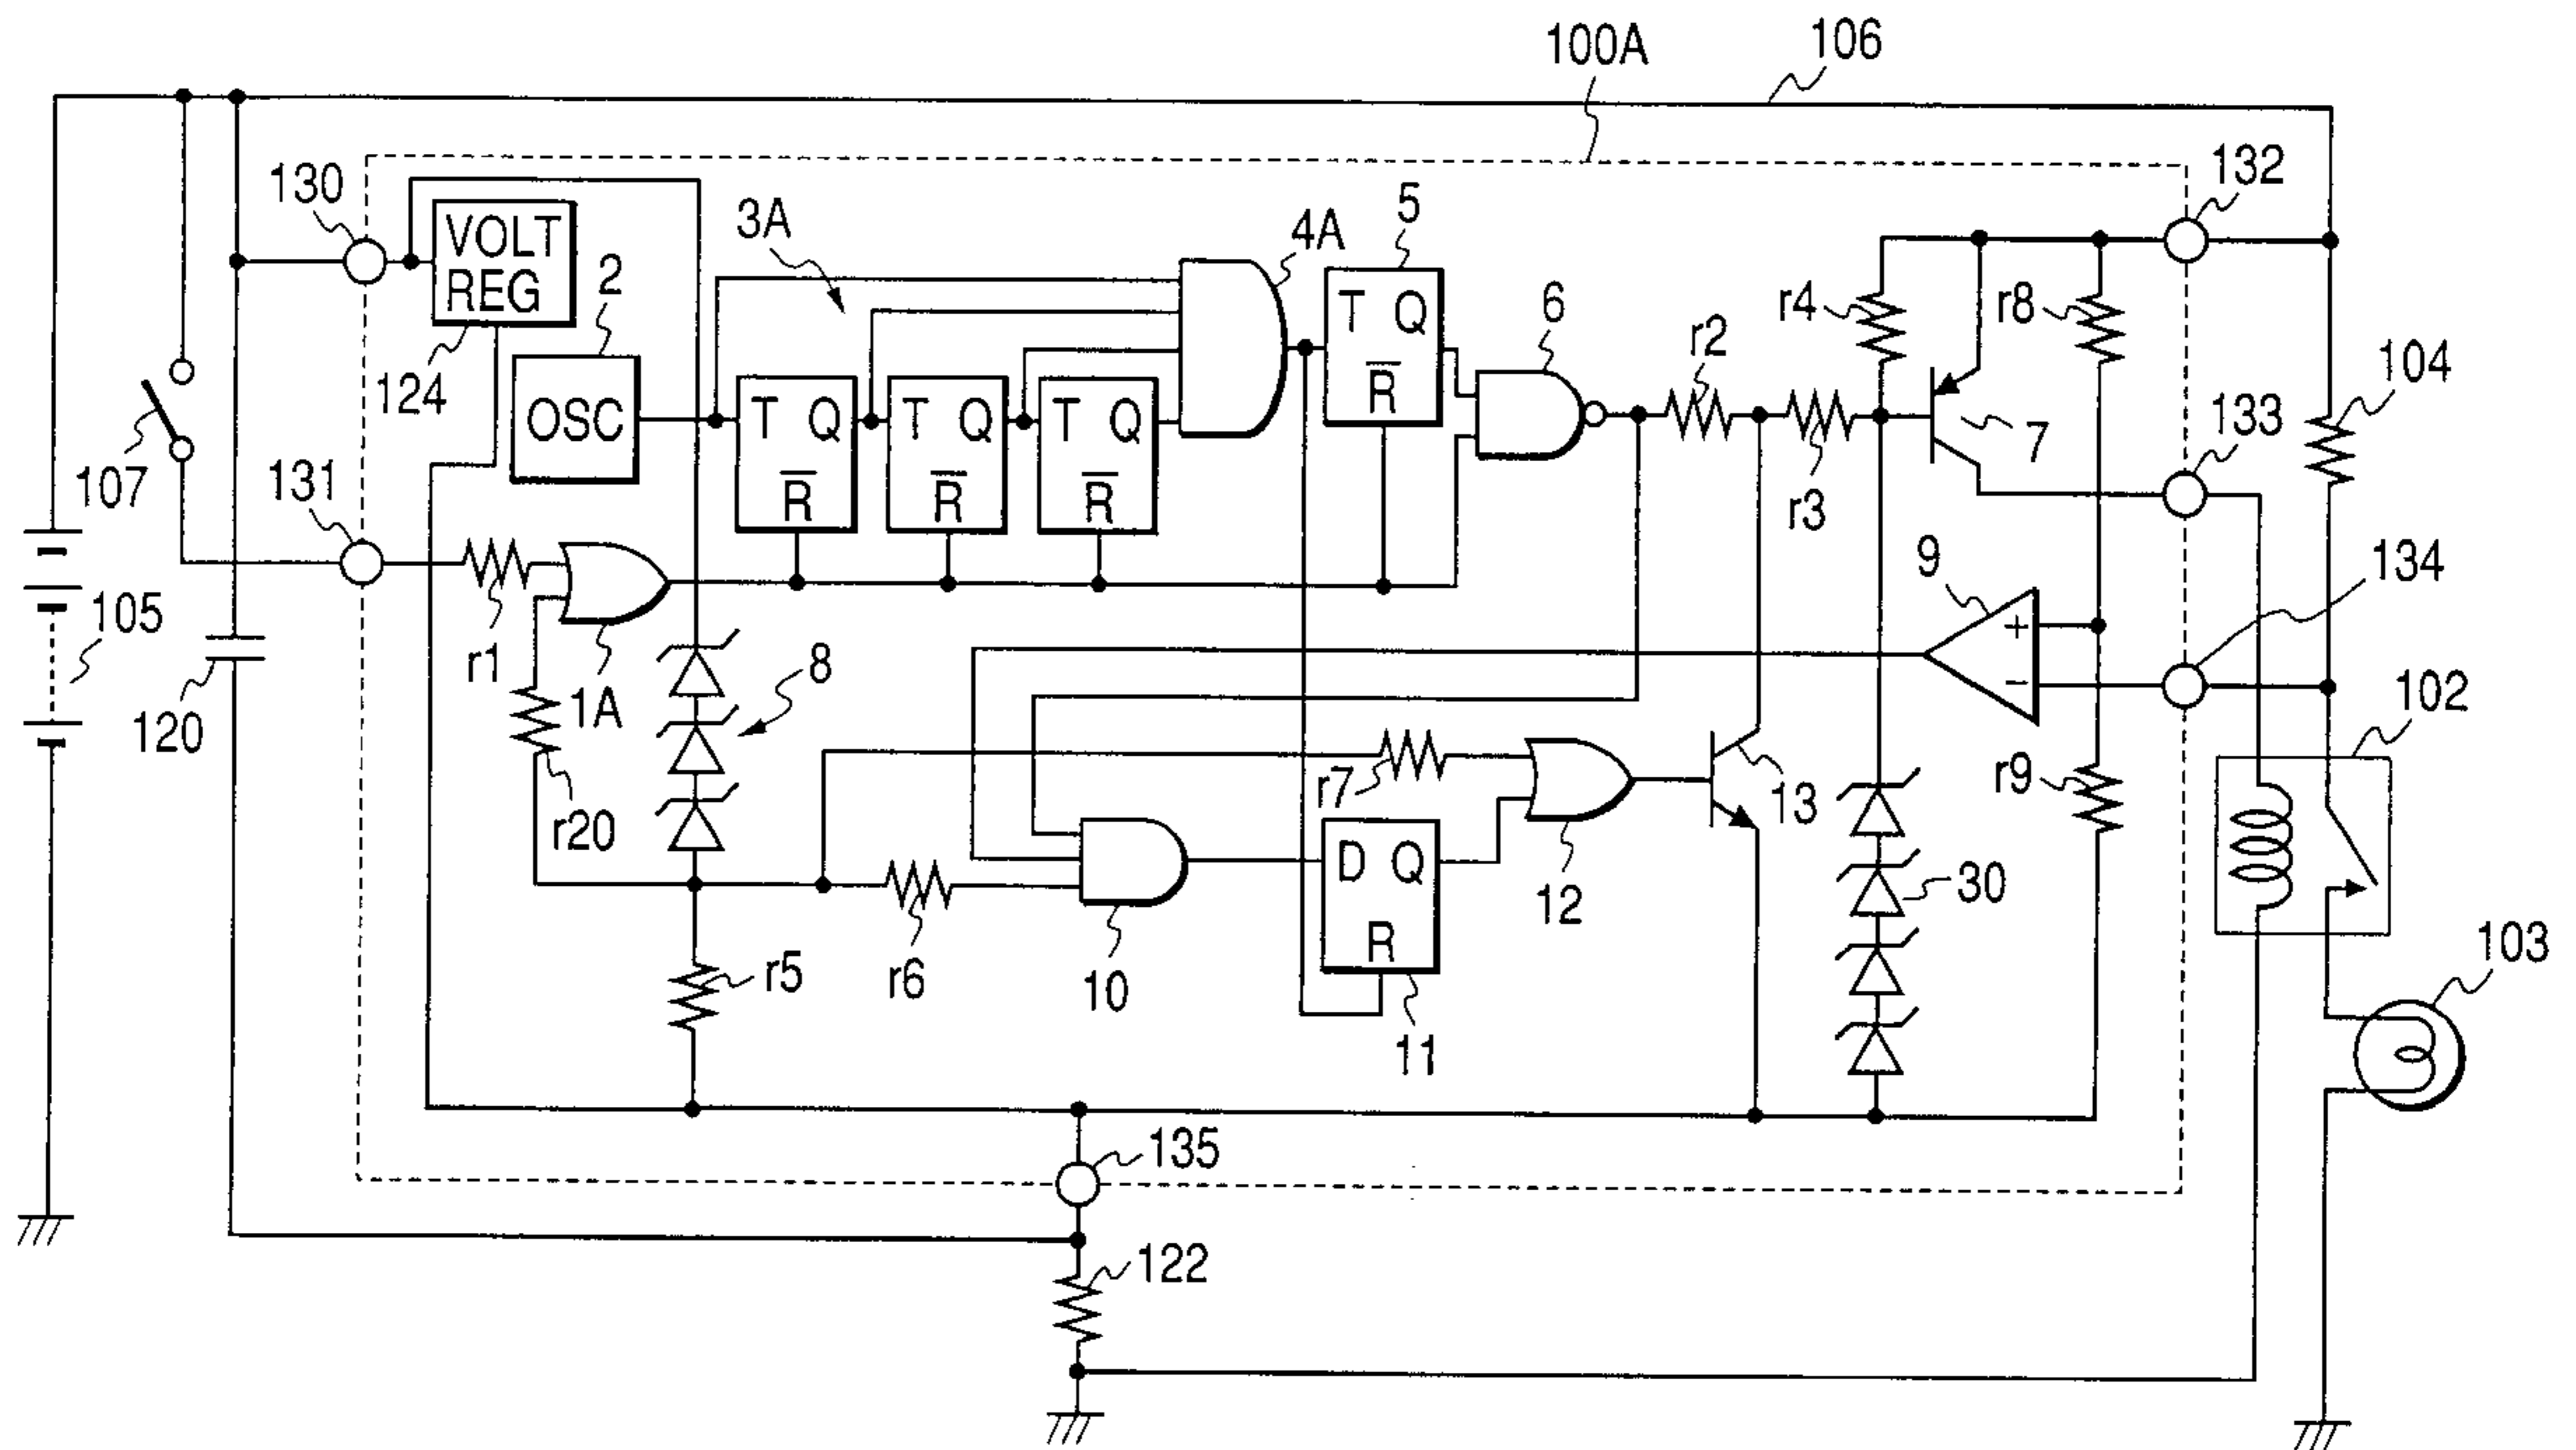 100A
106
130
VOLT
REG
124
2
OSC
3A
4A
5
T Q
R̅
6
132
r4
r8
r2
r3
7
133
104
107
131
T Q
R̅
T Q
R̅
T Q
R̅
105
r1
1A
8
9
+
−
134
102
120
r20
r7
12
13
r9
30
r5
r6
10
D Q
R
11
103
135
122